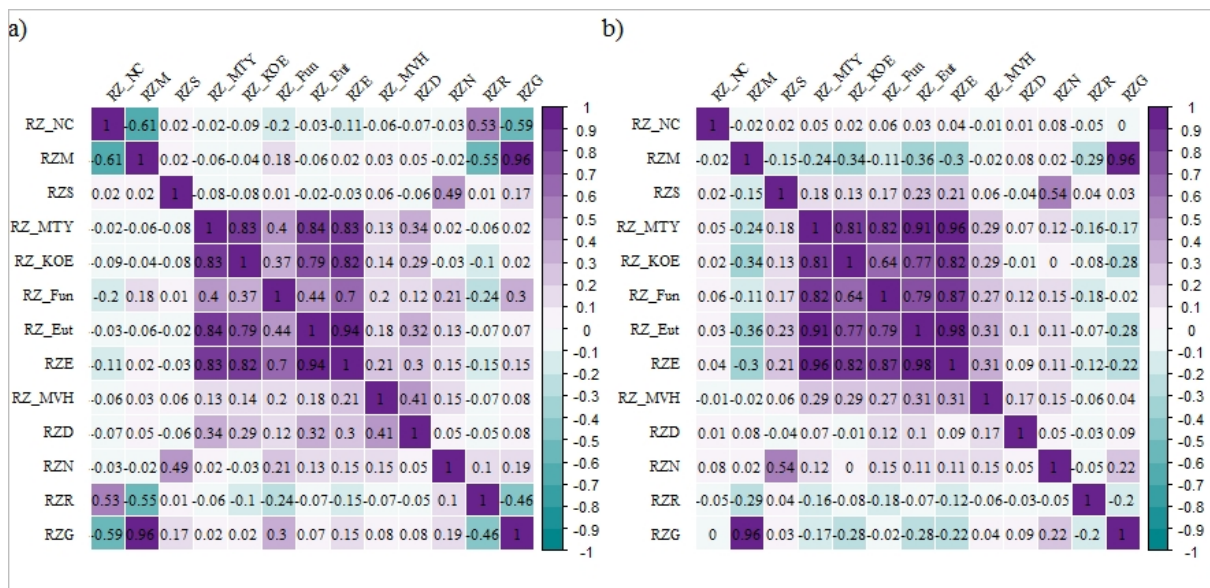 a)
RZ_NC RZM RZS RZ_MTY RZ_KOE RZ_Fun RZ_Eut RZE RZ_MVH RZD RZN RZR RZG
RZ_NC 1 -0.61 0.02 -0.02 -0.09 -0.2 -0.03 -0.11 -0.06 -0.07 -0.03 0.53 -0.59
RZM -0.61 1 0.02 -0.06 -0.04 0.18 -0.06 0.02 0.03 0.05 -0.02 -0.55 0.96
RZS 0.02 0.02 1 -0.08 -0.08 0.01 -0.02 -0.03 0.06 -0.06 0.49 0.01 0.17
RZ_MTY -0.02 -0.06 -0.08 1 0.83 0.4 0.84 0.83 0.13 0.34 0.02 -0.06 0.02
RZ_KOE -0.09 -0.04 -0.08 0.83 1 0.37 0.79 0.82 0.14 0.29 -0.03 -0.1 0.02
RZ_Fun -0.2 0.18 0.01 0.4 0.37 1 0.44 0.7 0.2 0.12 0.21 -0.24 0.3
RZ_Eut -0.03 -0.06 -0.02 0.84 0.79 0.44 1 0.94 0.18 0.32 0.13 -0.07 0.07
RZE -0.11 0.02 -0.03 0.83 0.82 0.7 0.94 1 0.21 0.3 0.15 -0.15 0.15
RZ_MVH -0.06 0.03 0.06 0.13 0.14 0.2 0.18 0.21 1 0.41 0.15 -0.07 0.08
RZD -0.07 0.05 -0.06 0.34 0.29 0.12 0.32 0.3 0.41 1 0.05 -0.05 0.08
RZN -0.03 -0.02 0.49 0.02 -0.03 0.21 0.13 0.15 0.15 0.05 1 0.1 0.19
RZR 0.53 -0.55 0.01 -0.06 -0.1 -0.24 -0.07 -0.15 -0.07 -0.05 0.1 1 -0.46
RZG -0.59 0.96 0.17 0.02 0.02 0.3 0.07 0.15 0.08 0.08 0.19 -0.46 1
1
0.9
0.8
0.7
0.6
0.5
0.4
0.3
0.2
0.1
0
-0.1
-0.2
-0.3
-0.4
-0.5
-0.6
-0.7
-0.8
-0.9
-1
b)
RZ_NC RZM RZS RZ_MTY RZ_KOE RZ_Fun RZ_Eut RZE RZ_MVH RZD RZN RZR RZG
RZ_NC 1 -0.02 0.02 0.05 0.02 0.06 0.03 0.04 -0.01 0.01 0.08 -0.05 0
RZM -0.02 1 -0.15 -0.24 -0.34 -0.11 -0.36 -0.3 -0.02 0.08 0.02 -0.29 0.96
RZS 0.02 -0.15 1 0.18 0.13 0.17 0.23 0.21 0.06 -0.04 0.54 0.04 0.03
RZ_MTY 0.05 -0.24 0.18 1 0.81 0.82 0.91 0.96 0.29 0.07 0.12 -0.16 -0.17
RZ_KOE 0.02 -0.34 0.13 0.81 1 0.64 0.77 0.82 0.29 -0.01 0 -0.08 -0.28
RZ_Fun 0.06 -0.11 0.17 0.82 0.64 1 0.79 0.87 0.27 0.12 0.15 -0.18 -0.02
RZ_Eut 0.03 -0.36 0.23 0.91 0.77 0.79 1 0.98 0.31 0.1 0.11 -0.07 -0.28
RZE 0.04 -0.3 0.21 0.96 0.82 0.87 0.98 1 0.31 0.09 0.11 -0.12 -0.22
RZ_MVH -0.01 -0.02 0.06 0.29 0.29 0.27 0.31 0.31 1 0.17 0.15 -0.06 0.04
RZD 0.01 0.08 -0.04 0.07 -0.01 0.12 0.1 0.09 0.17 1 0.05 -0.03 0.09
RZN 0.08 0.02 0.54 0.12 0 0.15 0.11 0.11 0.15 0.05 1 -0.05 0.22
RZR -0.05 -0.29 0.04 -0.16 -0.08 -0.18 -0.07 -0.12 -0.06 -0.03 -0.05 1 -0.2
RZG 0 0.96 0.03 -0.17 -0.28 -0.02 -0.28 -0.22 0.04 0.09 0.22 -0.2 1
1
0.9
0.8
0.7
0.6
0.5
0.4
0.3
0.2
0.1
0
-0.1
-0.2
-0.3
-0.4
-0.5
-0.6
-0.7
-0.8
-0.9
-1